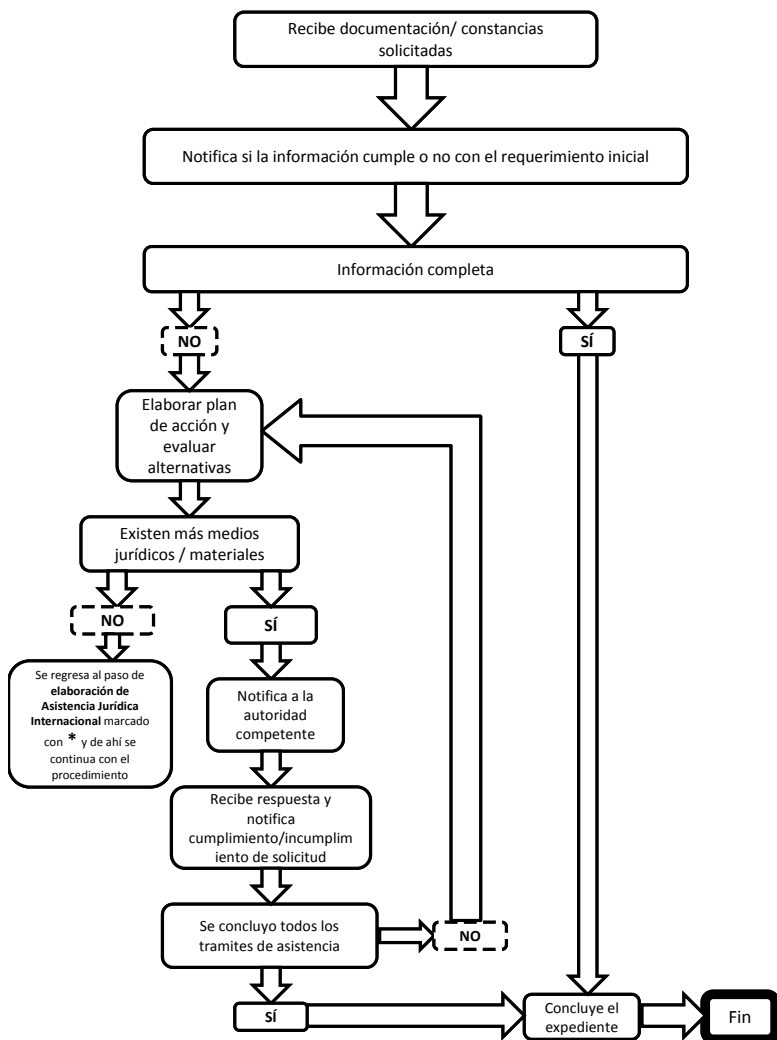 Recibe documentación/ constancias
solicitadas
Notifica si la información cumple o no con el requerimiento inicial
Información completa
NO
SÍ
Elaborar plan
de acción y
evaluar
alternativas
Existen más medios
jurídicos / materiales
NO
SÍ
Se regresa al paso de
elaboración de
Asistencia Jurídica
Internacional marcado
con * y de ahí se
continua con el
procedimiento
Notifica a la
autoridad
competente
Recibe respuesta y
notifica
cumplimiento/incumplim
iento de solicitud
Se concluyo todos los
tramites de asistencia
NO
SÍ
Concluye el
expediente
Fin